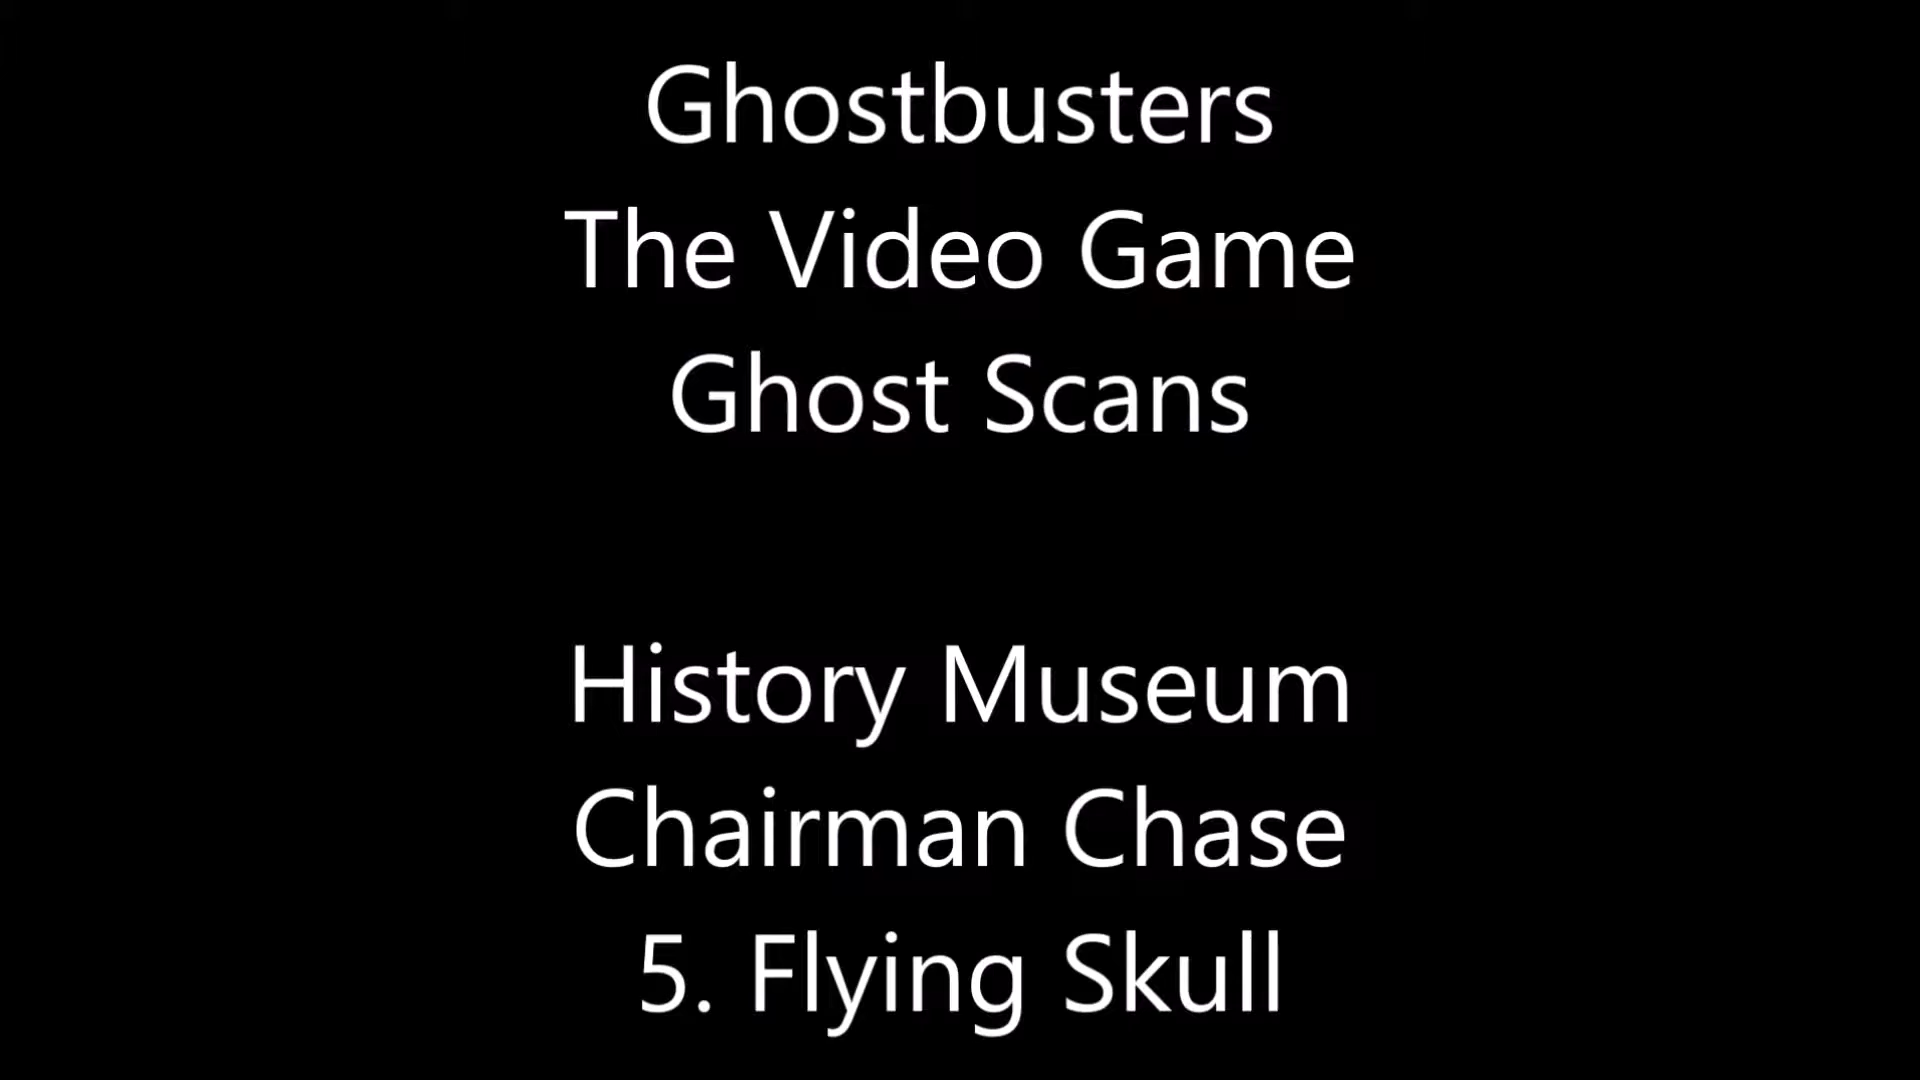 Ghostbusters
The Video Game
Ghost Scans
History Museum
Chairman Chase
5. Flying Skull